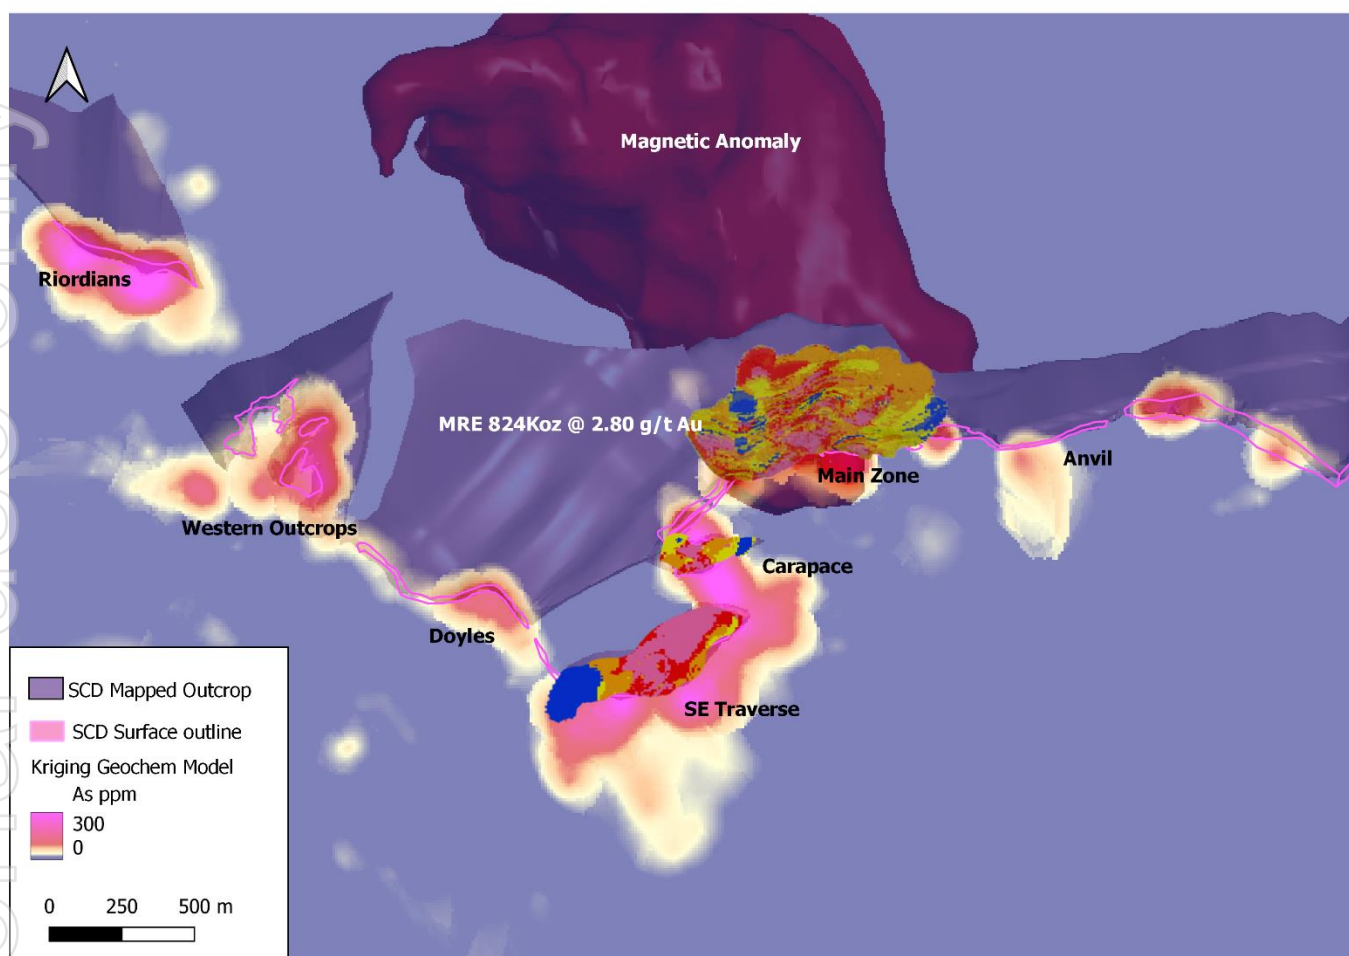 Magnetic Anomaly
Riordians
MRE 824Koz @ 2.80 g/t Au
Main Zone
Anvil
Western Outcrops
Carapace
Doyles
SE Traverse
SCD Mapped Outcrop
SCD Surface outline
Kriging Geochem Model
As ppm
300
0
0 250 500 m